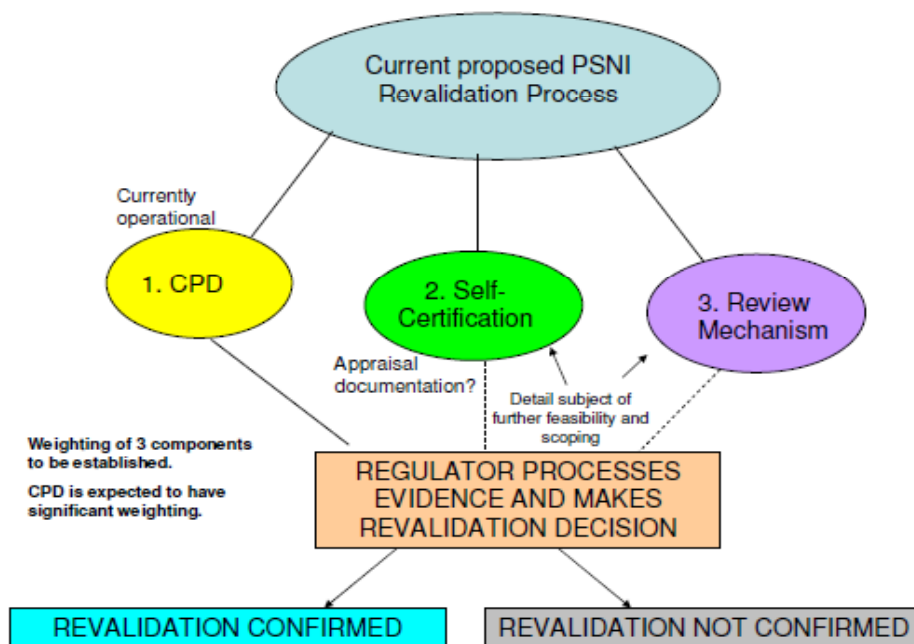 Current proposed PSNI
Revalidation Process
Currently
operational
1. CPD
2. Self-
Certification
3. Review
Mechanism
Appraisal
documentation?
Detail subject of
further feasibility and
scoping
Weighting of 3 components
to be established.
CPD is expected to have
significant weighting.
REGULATOR PROCESSES
EVIDENCE AND MAKES
REVALIDATION DECISION
REVALIDATION CONFIRMED
REVALIDATION NOT CONFIRMED